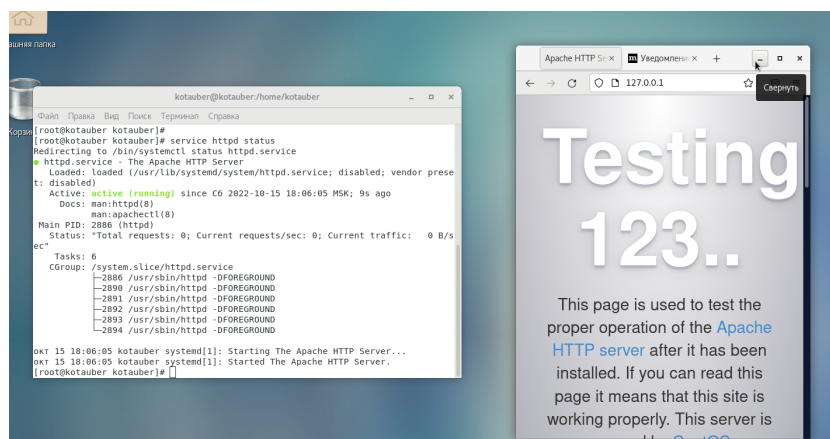 ашняя папка
Корзин
kotauber@kotauber:/home/kotauber
Файл Правка Вид Поиск Терминал Справка
[root@kotauber kotauber]#
[root@kotauber kotauber]# service httpd status
Redirecting to /bin/systemctl status httpd.service
● httpd.service - The Apache HTTP Server
Loaded: loaded (/usr/lib/systemd/system/httpd.service; disabled; vendor prese
t: disabled)
Active: active (running) since Сб 2022-10-15 18:06:05 MSK; 9s ago
Docs: man:httpd(8)
man:apachectl(8)
Main PID: 2886 (httpd)
Status: "Total requests: 0; Current requests/sec: 0; Current traffic:   0 B/s
ec"
Tasks: 6
CGroup: /system.slice/httpd.service
├─2886 /usr/sbin/httpd -DFOREGROUND
├─2890 /usr/sbin/httpd -DFOREGROUND
├─2891 /usr/sbin/httpd -DFOREGROUND
├─2892 /usr/sbin/httpd -DFOREGROUND
├─2893 /usr/sbin/httpd -DFOREGROUND
└─2894 /usr/sbin/httpd -DFOREGROUND
окт 15 18:06:05 kotauber systemd[1]: Starting The Apache HTTP Server...
окт 15 18:06:05 kotauber systemd[1]: Started The Apache HTTP Server.
[root@kotauber kotauber]#
Apache HTTP Se Уведомлени
127.0.0.1
Свернуть
Testing
123..
This page is used to test the
proper operation of the Apache
HTTP server after it has been
installed. If you can read this
page it means that this site is
working properly. This server is